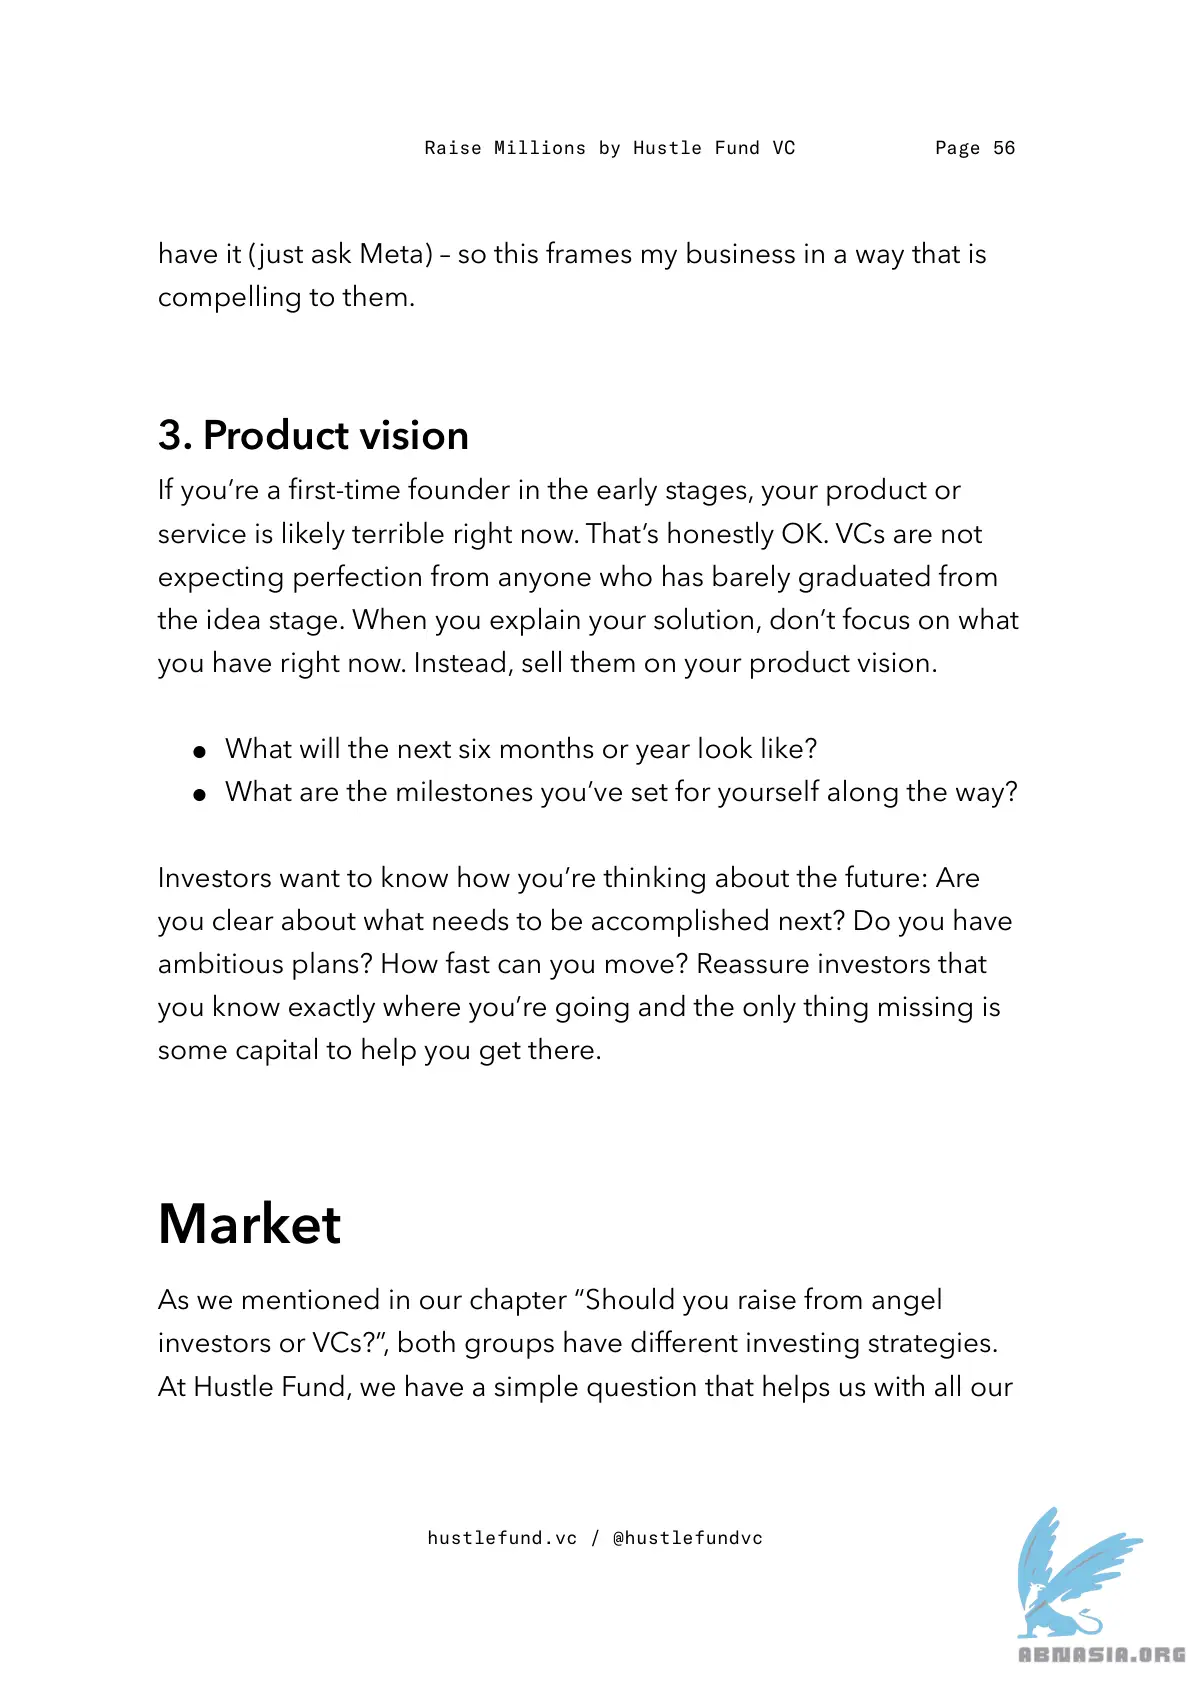 Raise Millions by Hustle Fund VC Page 56
have it (just ask Meta) – so this frames my business in a way that is
compelling to them.
3. Product vision
If you’re a first-time founder in the early stages, your product or
service is likely terrible right now. That’s honestly OK. VCs are not
expecting perfection from anyone who has barely graduated from
the idea stage. When you explain your solution, don’t focus on what
you have right now. Instead, sell them on your product vision.
● What will the next six months or year look like?
● What are the milestones you’ve set for yourself along the way?
Investors want to know how you’re thinking about the future: Are
you clear about what needs to be accomplished next? Do you have
ambitious plans? How fast can you move? Reassure investors that
you know exactly where you’re going and the only thing missing is
some capital to help you get there.
Market
As we mentioned in our chapter “Should you raise from angel
investors or VCs?”, both groups have different investing strategies.
At Hustle Fund, we have a simple question that helps us with all our
hustlefund.vc / @hustlefundvc
ABNASIA.ORG